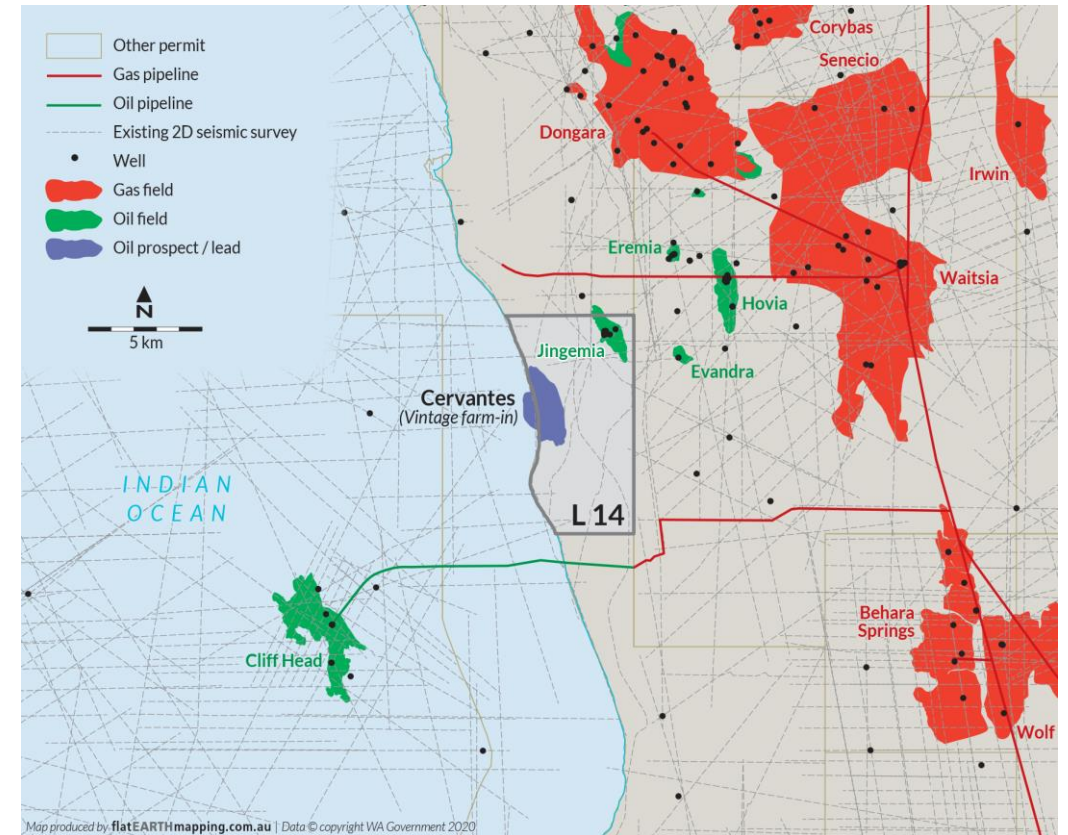 Other permit
Gas pipeline
Oil pipeline
Existing 2D seismic survey
Well
Gas field
Oil field
Oil prospect / lead
N
5 km
Corybas
Senecio
Dongara
Irwin
Eremia
Waitsia
Hovia
Jingemia
Evandra
Cervantes
(Vintage farm-in)
INDIAN
OCEAN
L 14
Behara
Springs
Cliff Head
Wolf
Map produced by flatEARTHmapping.com.au | Data © copyright WA Government 2020